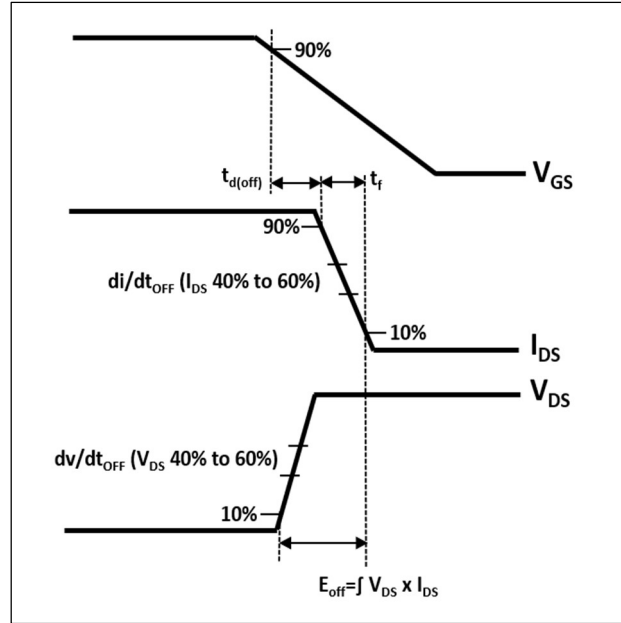 90%
V_GS
t_d(off) t_f
90%
di/dt_OFF (I_DS 40% to 60%)
10%
I_DS
V_DS
dv/dt_OFF (V_DS 40% to 60%)
10%
E_off=∫ V_DS x I_DS